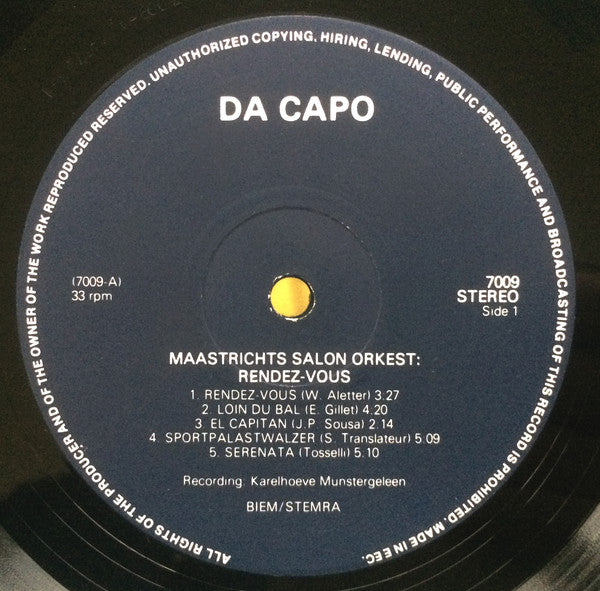 ALL RIGHTS OF THE PRODUCER AND OF THE OWNER OF THE WORK REPRODUCED RESERVED. UNAUTHORIZED COPYING, HIRING, LENDING, PUBLIC PERFORMANCE AND BROADCASTING OF THIS RECORD IS PROHIBITED. MADE IN EEC.
DA CAPO
(7009-A)
33 rpm
7009
STEREO
Side 1
MAASTRICHTS SALON ORKEST:
RENDEZ-VOUS
1. RENDEZ-VOUS (W. Aletter) 3.27
2. LOIN DU BAL (E. Gillet) 4.20
3. EL CAPITAN (J.P. Sousa) 2.14
4. SPORTPALASTWALZER (S. Translateur) 5.09
5. SERENATA (Tosselli) 5.10
Recording: Karelhoeve Munstergeleen
BIEM/STEMRA